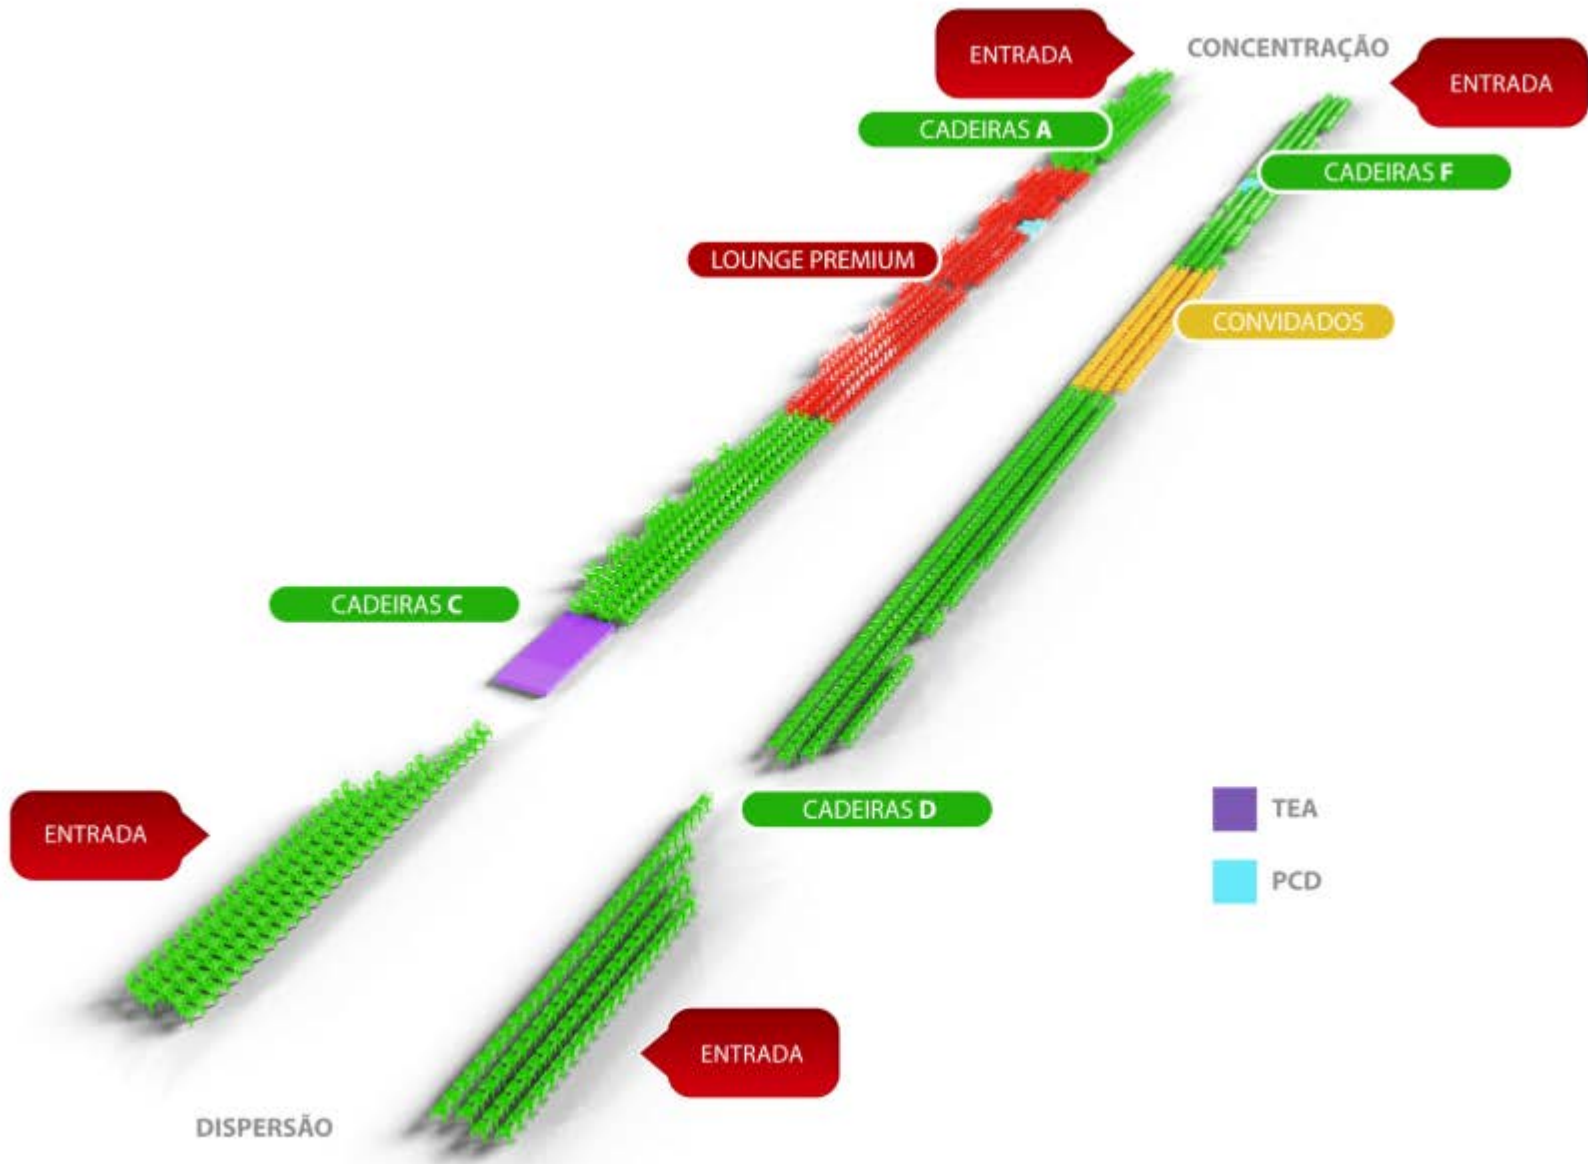 CONCENTRAÇÃO
ENTRADA
ENTRADA
CADEIRAS A
CADEIRAS F
LOUNGE PREMIUM
CONVIDADOS
CADEIRAS C
CADEIRAS D
TEA
ENTRADA
PCD
ENTRADA
DISPERSÃO